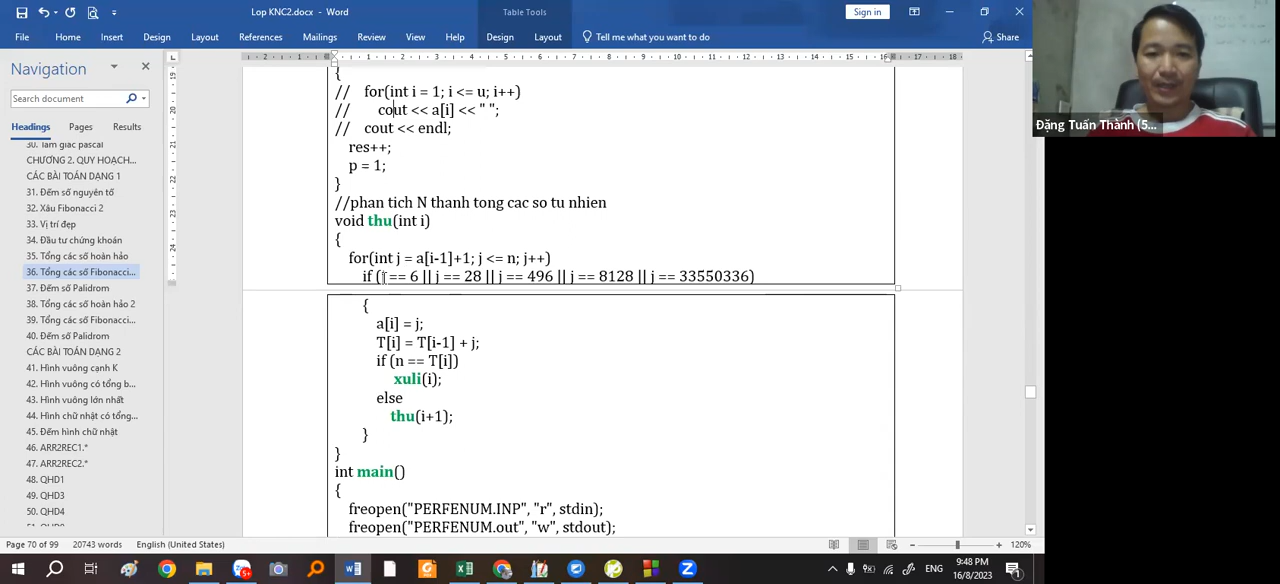 Lop KNC2.docx - Word
Table Tools
Sign in
File
Home
Insert
Design
Layout
References
Mailings
Review
View
Help
Design
Layout
Tell me what you want to do
Share
Navigation
Search document
Headings
Pages
Results
30. Tam giác pascal
CHƯƠNG 2. QUY HOẠCH...
CÁC BÀI TOÁN DẠNG 1
31. Đếm số nguyên tố
32. Xâu Fibonacci 2
33. Vị trí đẹp
34. Đầu tư chứng khoán
35. Tổng các số hoàn hảo
36. Tổng các số Fibonacci...
37. Đếm số Palidrom
38. Tổng các số hoàn hảo 2
39. Tổng các số Fibonacci...
40. Đếm số Palidrom
CÁC BÀI TOÁN DẠNG 2
41. Hình vuông cạnh K
42. Hình vuông có tổng b...
43. Hình vuông lớn nhất
44. Hình chữ nhật có tổng...
45. Đếm hình chữ nhật
46. ARR2REC1.*
47. ARR2REC2.*
48. QHD1
49. QHD3
50. QHD4
{
// for(int i = 1; i <= u; i++)
// cout << a[i] << " ";
// cout << endl;
res++;
p = 1;
}
//phan tich N thanh tong cac so tu nhien
void thu(int i)
{
for(int j = a[i-1]+1; j <= n; j++)
if (j == 6 || j == 28 || j == 496 || j == 8128 || j == 33550336)
{
a[i] = j;
T[i] = T[i-1] + j;
if (n == T[i])
xuli(i);
else
thu(i+1);
}
}
int main()
{
freopen("PERFENUM.INP", "r", stdin);
freopen("PERFENUM.out", "w", stdout);
Đặng Tuấn Thành (5...
Page 70 of 99
20743 words
English (United States)
120%
ENG
9:48 PM
16/8/2023